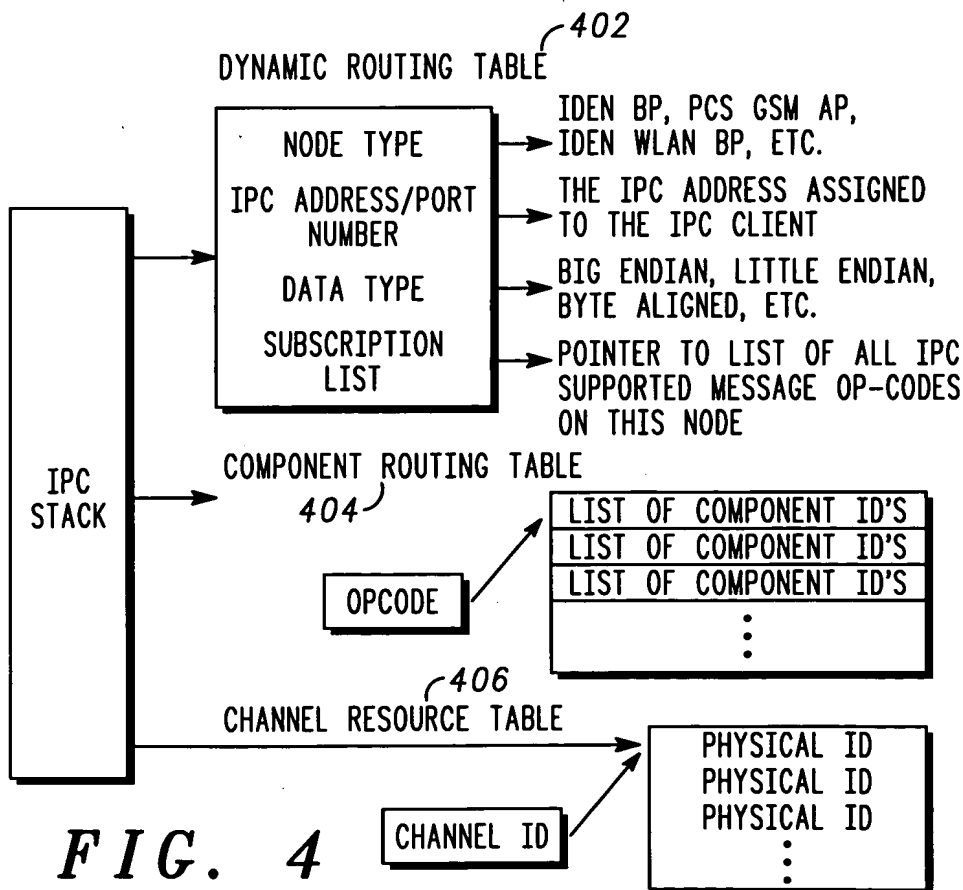 402
DYNAMIC ROUTING TABLE
NODE TYPE
IPC ADDRESS/PORT
NUMBER
DATA TYPE
SUBSCRIPTION
LIST
IDEN BP, PCS GSM AP,
IDEN WLAN BP, ETC.
THE IPC ADDRESS ASSIGNED
TO THE IPC CLIENT
BIG ENDIAN, LITTLE ENDIAN,
BYTE ALIGNED, ETC.
POINTER TO LIST OF ALL IPC
SUPPORTED MESSAGE OP-CODES
ON THIS NODE
IPC
STACK
COMPONENT ROUTING TABLE
404
OPCODE
LIST OF COMPONENT ID'S
LIST OF COMPONENT ID'S
LIST OF COMPONENT ID'S
406
CHANNEL RESOURCE TABLE
CHANNEL ID
PHYSICAL ID
PHYSICAL ID
PHYSICAL ID
FIG. 4